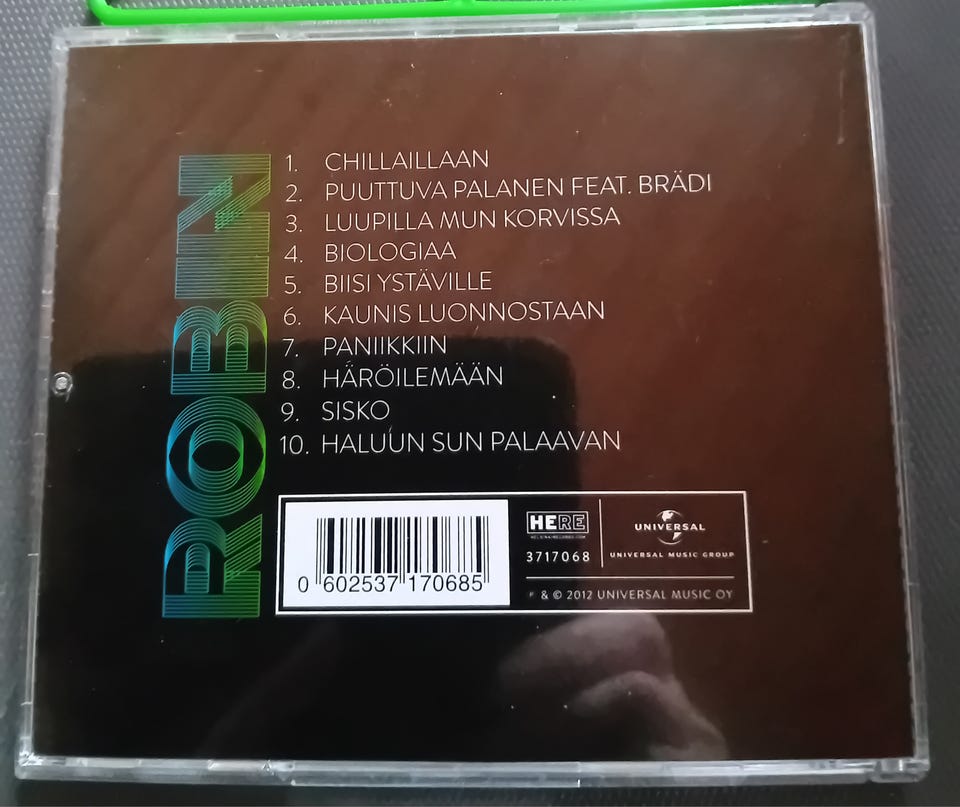 ROBIN
1. CHILLAILLAAN
2. PUUTTUVA PALANEN FEAT. BRÄDI
3. LUUPILLA MUN KORVISSA
4. BIOLOGIAA
5. BIISI YSTÄVILLE
6. KAUNIS LUONNOSTAAN
7. PANIIKKIIN
8. HÄRÖILEMÄÄN
9. SISKO
10. HALUUN SUN PALAAVAN
0 602537 170685
HERE
HELSINKIRECORDS.COM
3717068
UNIVERSAL
UNIVERSAL MUSIC GROUP
℗ & © 2012 UNIVERSAL MUSIC OY